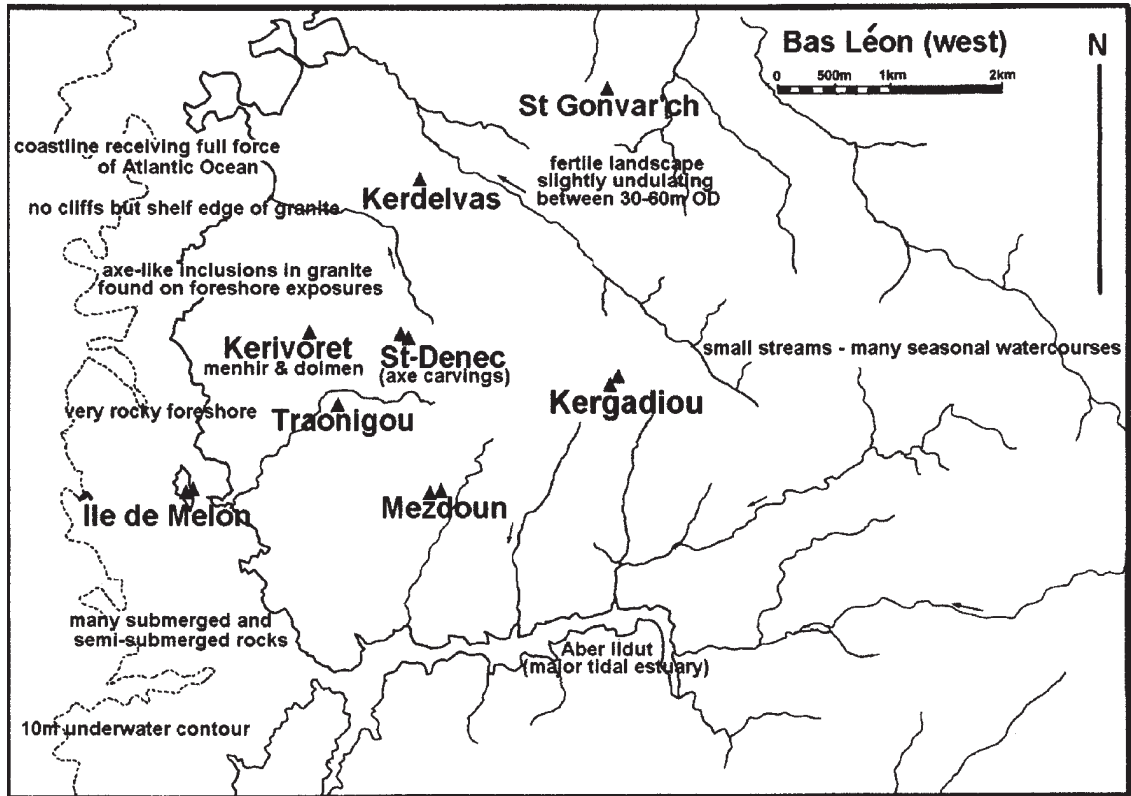 Bas Léon (west)
N
0 500m 1km 2km
St Gonvar'ch
coastline receiving full force
of Atlantic Ocean
fertile landscape
slightly undulating
between 30-60m OD
Kerdelvas
no cliffs but shelf edge of granite
axe-like inclusions in granite
found on foreshore exposures
Kerivoret
menhir & dolmen
St-Denec
(axe carvings)
small streams - many seasonal watercourses
Kergadiou
very rocky foreshore
Traonigou
Île de Melon
Mezdoun
many submerged and
semi-submerged rocks
Aber Ildut
(major tidal estuary)
10m underwater contour